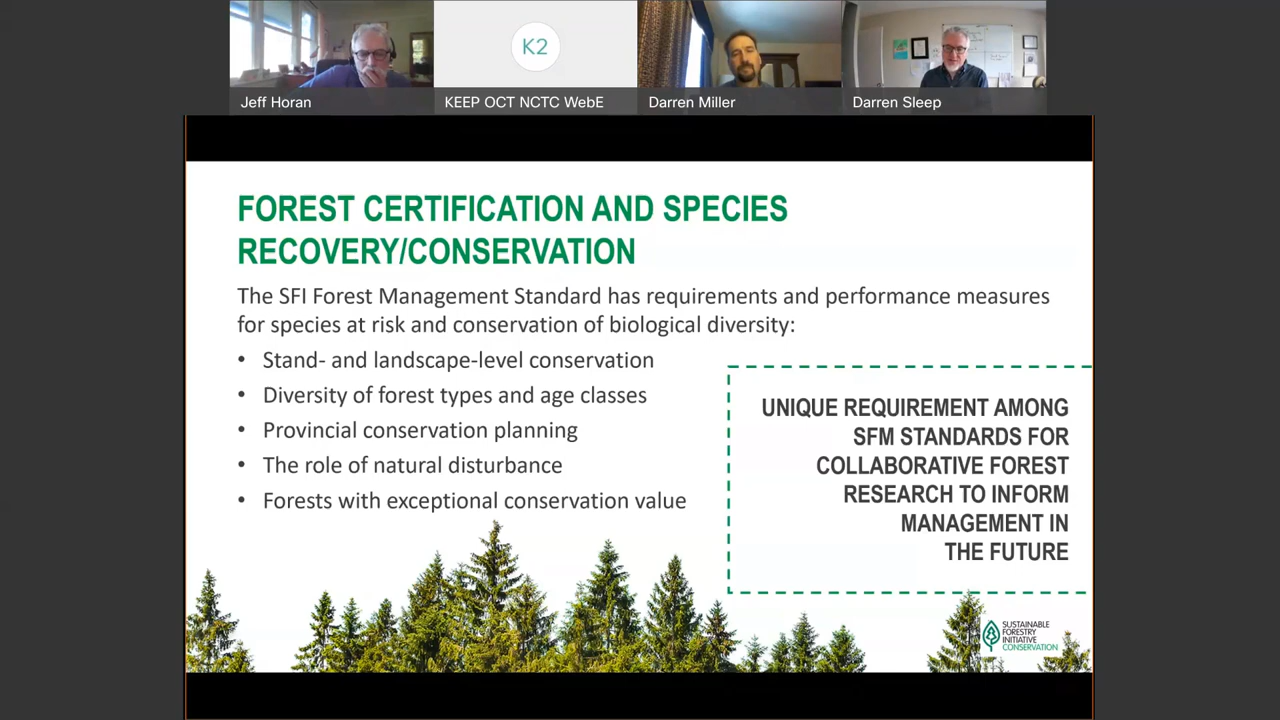 K2
Jeff Horan
KEEP OCT NCTC WebE
Darren Miller
Darren Sleep
FOREST CERTIFICATION AND SPECIES
RECOVERY/CONSERVATION
The SFI Forest Management Standard has requirements and performance measures
for species at risk and conservation of biological diversity:
• Stand- and landscape-level conservation
• Diversity of forest types and age classes
• Provincial conservation planning
• The role of natural disturbance
• Forests with exceptional conservation value
UNIQUE REQUIREMENT AMONG
SFM STANDARDS FOR
COLLABORATIVE FOREST
RESEARCH TO INFORM
MANAGEMENT IN
THE FUTURE
SUSTAINABLE
FORESTRY
INITIATIVE
CONSERVATION